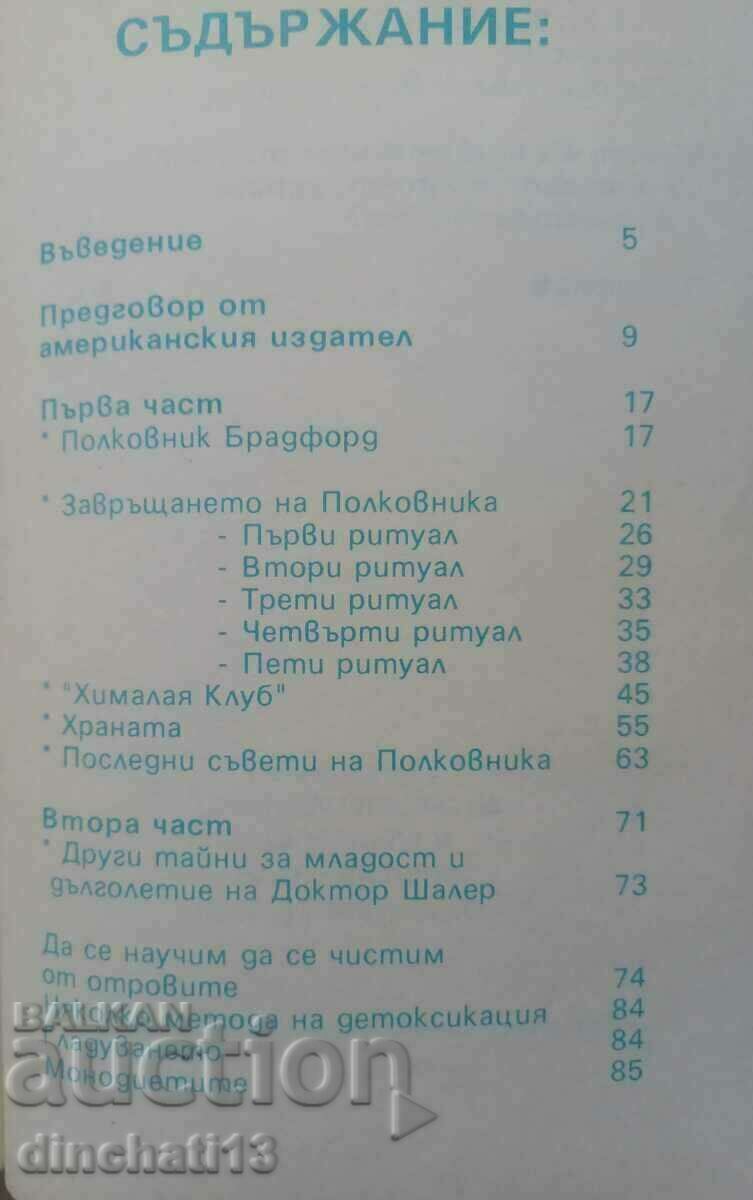 СЪДЪРЖАНИЕ:
Въведение 5
Предговор от
американския издател 9
Първа част 17
* Полковник Брадфорд 17
* Завръщането на Полковника 21
- Първи ритуал 26
- Втори ритуал 29
- Трети ритуал 33
- Четвърти ритуал 35
- Пети ритуал 38
* "Хималая Клуб" 45
* Храната 55
* Последни съвети на Полковника 63
Втора част 71
* Други тайни за младост и
дълголетие на Доктор Шалер 73
Да се научим да се чистим
от отровите 74
Няколко метода на детоксикация 84
Гладуването 84
Монодиетите 85
BALKAN
auction
dinchati13